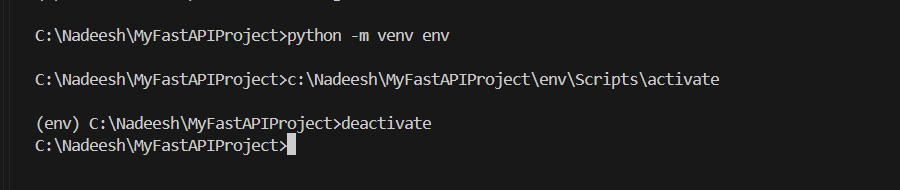 C:\Nadeesh\MyFastAPIProject>python -m venv env
C:\Nadeesh\MyFastAPIProject>c:\Nadeesh\MyFastAPIProject\env\Scripts\activate
(env) C:\Nadeesh\MyFastAPIProject>deactivate
C:\Nadeesh\MyFastAPIProject>